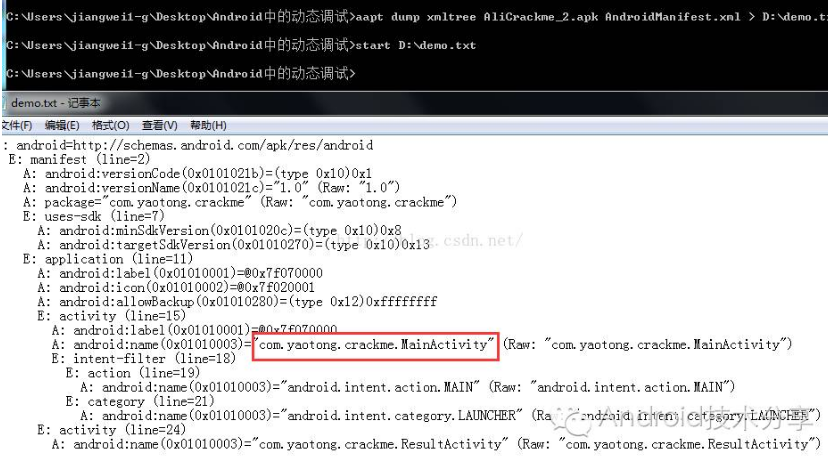 C:\Users\jiangwei1-g\Desktop\Android中的动态调试>aapt dump xmltree AliCrackme_2.apk AndroidManifest.xml > D:\demo.tx
C:\Users\jiangwei1-g\Desktop\Android中的动态调试>start D:\demo.txt
C:\Users\jiangwei1-g\Desktop\Android中的动态调试>
demo.txt - 记事本
文件(F) 编辑(E) 格式(O) 查看(V) 帮助(H)
: android=http://schemas.android.com/apk/res/android
E: manifest (line=2)
A: android:versionCode(0x0101021b)=(type 0x10)0x1
A: android:versionName(0x0101021c)="1.0" (Raw: "1.0")
A: package="com.yaotong.crackme" (Raw: "com.yaotong.crackme")
E: uses-sdk (line=7)
A: android:minSdkVersion(0x0101020c)=(type 0x10)0x8
A: android:targetSdkVersion(0x01010270)=(type 0x10)0x13
E: application (line=11)
A: android:label(0x01010001)=@0x7f070000
A: android:icon(0x01010002)=@0x7f020001
A: android:allowBackup(0x01010280)=(type 0x12)0xffffffff
E: activity (line=15)
A: android:label(0x01010001)=@0x7f070000
A: android:name(0x01010003)="com.yaotong.crackme.MainActivity" (Raw: "com.yaotong.crackme.MainActivity")
E: intent-filter (line=18)
E: action (line=19)
A: android:name(0x01010003)="android.intent.action.MAIN" (Raw: "android.intent.action.MAIN")
E: category (line=21)
A: android:name(0x01010003)="android.intent.category.LAUNCHER" (Raw: "android.intent.category.LAUNCHER")
E: activity (line=24)
A: android:name(0x01010003)="com.yaotong.crackme.ResultActivity" (Raw: "com.yaotong.crackme.ResultActivity")
Android技术分享